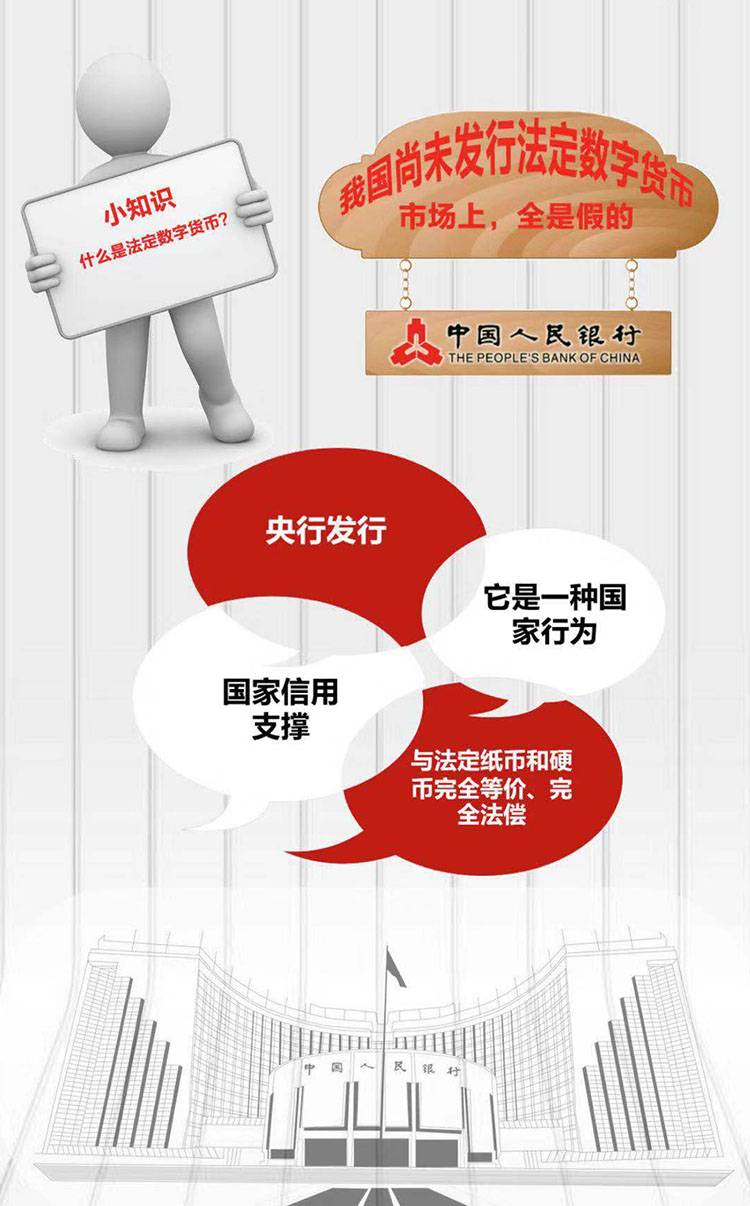 小知识
什么是法定数字货币?
我国尚未发行法定数字货币
市场上，全是假的
中国人民银行
THE PEOPLE'S BANK OF CHINA
央行发行
它是一种国
家行为
国家信用
支撑
与法定纸币和硬
币完全等价、完
全法偿
中国人民银行